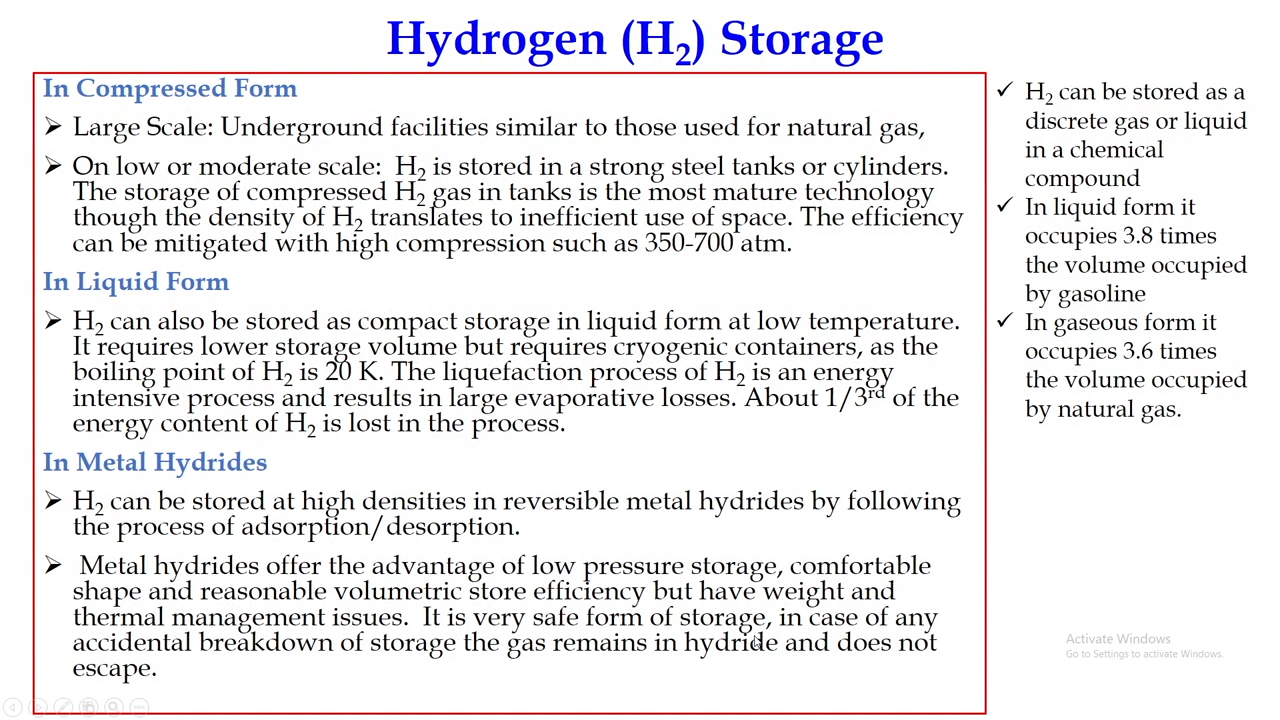 Hydrogen (H₂) Storage
In Compressed Form
➢ Large Scale: Underground facilities similar to those used for natural gas,
➢ On low or moderate scale:  H₂ is stored in a strong steel tanks or cylinders.
The storage of compressed H₂ gas in tanks is the most mature technology
though the density of H₂ translates to inefficient use of space. The efficiency
can be mitigated with high compression such as 350-700 atm.
In Liquid Form
➢ H₂ can also be stored as compact storage in liquid form at low temperature.
It requires lower storage volume but requires cryogenic containers, as the
boiling point of H₂ is 20 K. The liquefaction process of H₂ is an energy
intensive process and results in large evaporative losses. About 1/3rd of the
energy content of H₂ is lost in the process.
In Metal Hydrides
➢ H₂ can be stored at high densities in reversible metal hydrides by following
the process of adsorption/desorption.
➢ Metal hydrides offer the advantage of low pressure storage, comfortable
shape and reasonable volumetric store efficiency but have weight and
thermal management issues.  It is very safe form of storage, in case of any
accidental breakdown of storage the gas remains in hydride and does not
escape.
✓ H₂ can be stored as a
discrete gas or liquid
in a chemical
compound
✓ In liquid form it
occupies 3.8 times
the volume occupied
by gasoline
✓ In gaseous form it
occupies 3.6 times
the volume occupied
by natural gas.
Activate Windows
Go to Settings to activate Windows.